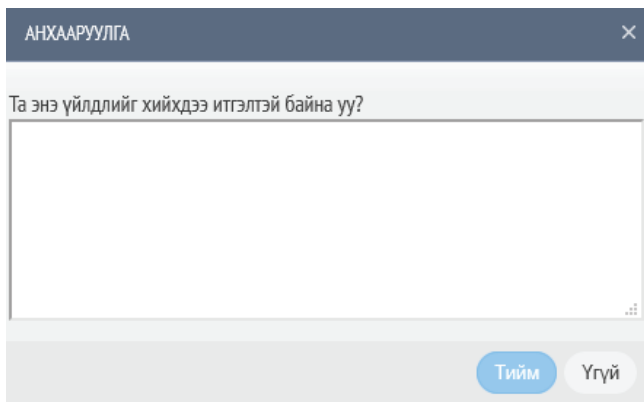 АНХААРУУЛГА
Та энэ үйлдлийг хийхдээ итгэлтэй байна уу?
Тийм Үгүй